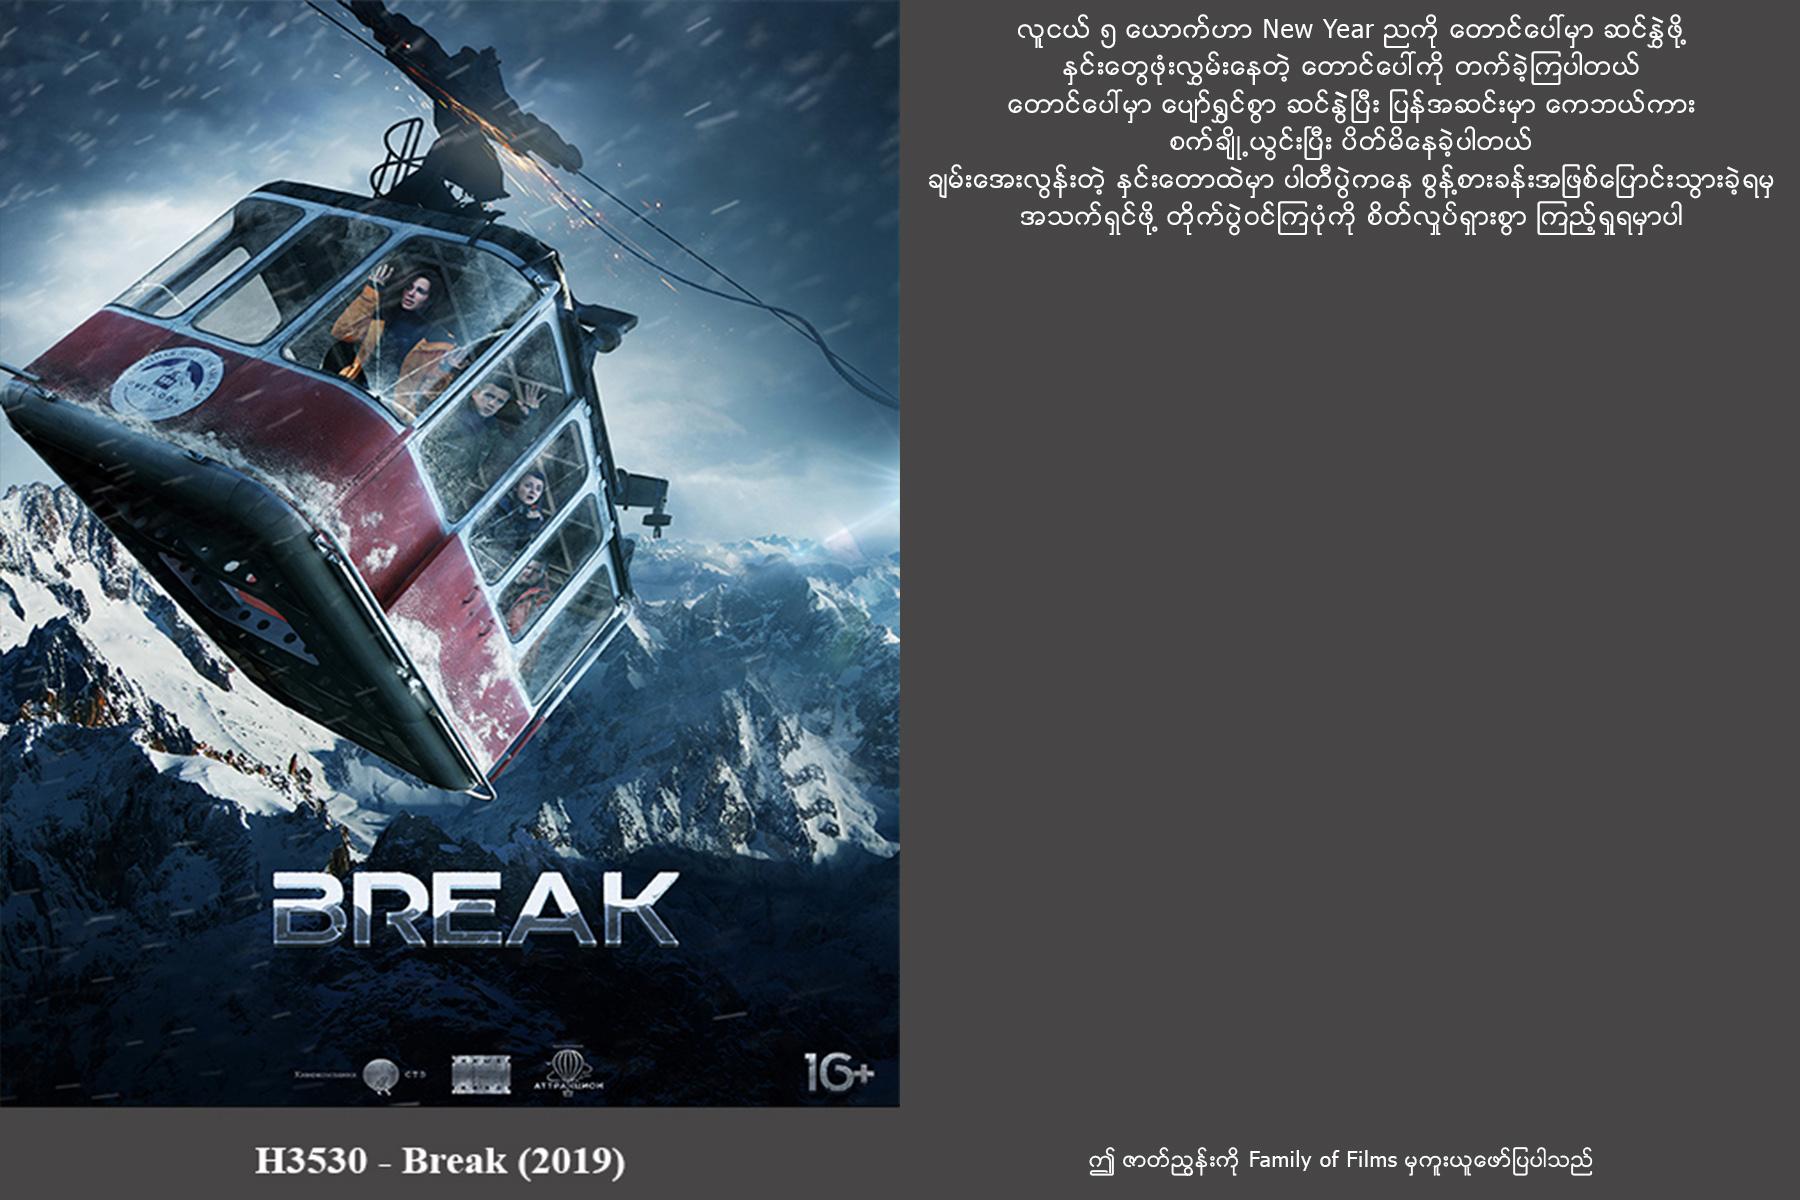 လူငယ် ၅ ယောက်ဟာ New Year ညကို တောင်ပေါ်မှာ ဆင်နွှဲဖို့
နှင်းတွေဖုံးလွှမ်းနေတဲ့ တောင်ပေါ်ကို တက်ခဲ့ကြပါတယ်
တောင်ပေါ်မှာ ပျော်ရွှင်စွာ ဆင်နွှဲပြီး ပြန်အဆင်းမှာ ကေဘယ်ကား
စက်ချို့ယွင်းပြီး ပိတ်မိနေခဲ့ပါတယ်
ချမ်းအေးလွန်းတဲ့ နှင်းတောထဲမှာ ပါတီပွဲကနေ စွန့်စားခန်းအဖြစ်ပြောင်းသွားခဲ့ရမှ
အသက်ရှင်ဖို့ တိုက်ပွဲဝင်ကြပုံကို စိတ်လှုပ်ရှားစွာ ကြည့်ရှုရမှာပါ
BREAK
Кинокомпания СТВ
АТТРАКЦИОН
16+
H3530 - Break (2019)
ဤ ဇာတ်ညွှန်းကို Family of Films မှကူးယူဖော်ပြပါသည်